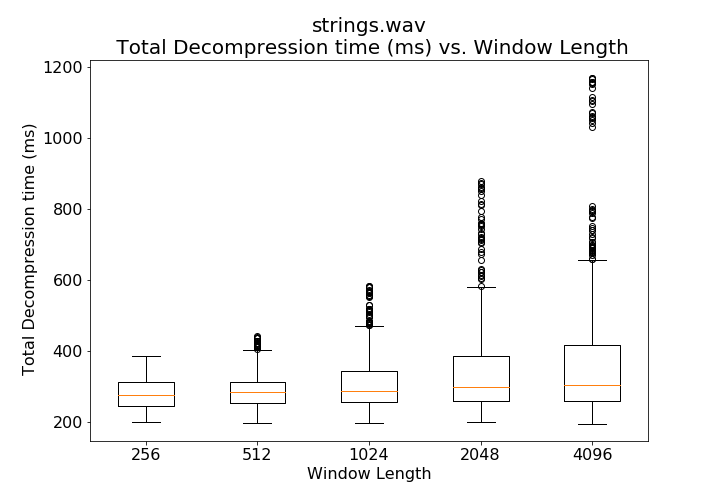 strings.wav
Total Decompression time (ms) vs. Window Length
Total Decompression time (ms)
1200
1000
800
600
400
200
256 512 1024 2048 4096
Window Length